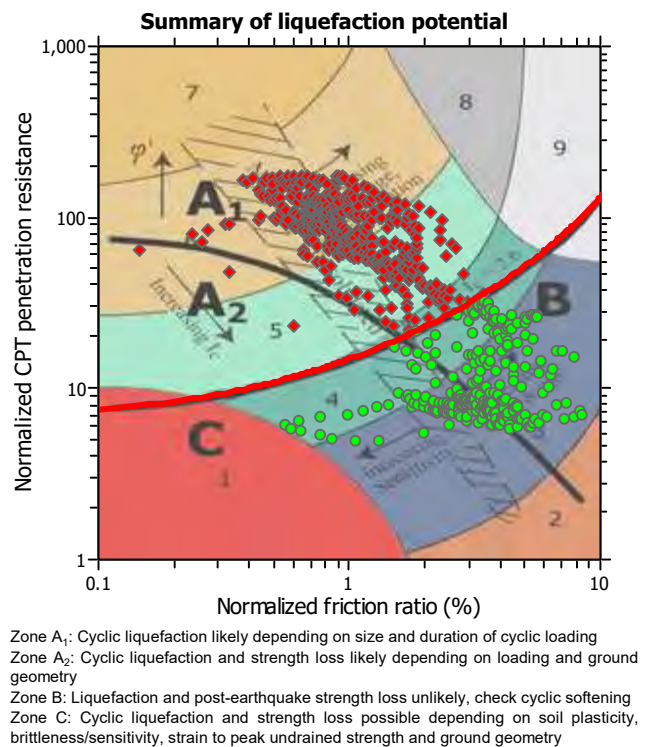 Summary of liquefaction potential
1,000
100
10
1
Normalized CPT penetration resistance
7
8
9
φ'
A1
A2
B
5
4
C
1
2
Increasing Ic
sensitivity
0.1
1
10
Normalized friction ratio (%)
Zone A1: Cyclic liquefaction likely depending on size and duration of cyclic loading
Zone A2: Cyclic liquefaction and strength loss likely depending on loading and ground
geometry
Zone B: Liquefaction and post-earthquake strength loss unlikely, check cyclic softening
Zone C: Cyclic liquefaction and strength loss possible depending on soil plasticity,
brittleness/sensitivity, strain to peak undrained strength and ground geometry